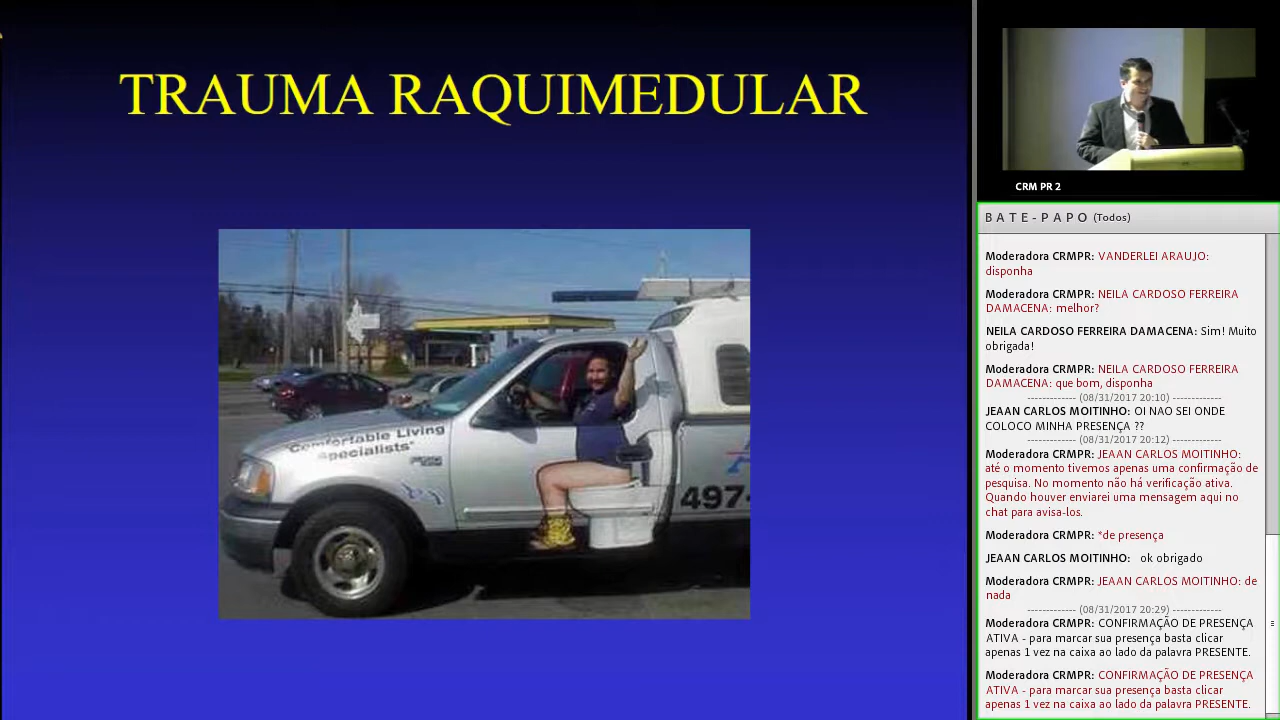 TRAUMA RAQUIMEDULAR
Comfortable Living
Specialists"
497-
CRM PR 2
BATE-PAPO (Todos)
Moderadora CRMPR: VANDERLEI ARAUJO:
disponha
Moderadora CRMPR: NEILA CARDOSO FERREIRA
DAMACENA: melhor?
NEILA CARDOSO FERREIRA DAMACENA: Sim! Muito
obrigada!
Moderadora CRMPR: NEILA CARDOSO FERREIRA
DAMACENA: que bom, disponha
------------- (08/31/2017 20:10) -------------
JEAAN CARLOS MOITINHO: OI NAO SEI ONDE
COLOCO MINHA PRESENÇA ??
------------- (08/31/2017 20:12) -------------
Moderadora CRMPR: JEAAN CARLOS MOITINHO:
até o momento tivemos apenas uma confirmação de
pesquisa. No momento não há verificação ativa.
Quando houver enviarei uma mensagem aqui no
chat para avisa-los.
Moderadora CRMPR: *de presença
JEAAN CARLOS MOITINHO: ok obrigado
Moderadora CRMPR: JEAAN CARLOS MOITINHO: de
nada
------------- (08/31/2017 20:29) -------------
Moderadora CRMPR: CONFIRMAÇÃO DE PRESENÇA
ATIVA - para marcar sua presença basta clicar
apenas 1 vez na caixa ao lado da palavra PRESENTE.
Moderadora CRMPR: CONFIRMAÇÃO DE PRESENÇA
ATIVA - para marcar sua presença basta clicar
apenas 1 vez na caixa ao lado da palavra PRESENTE.